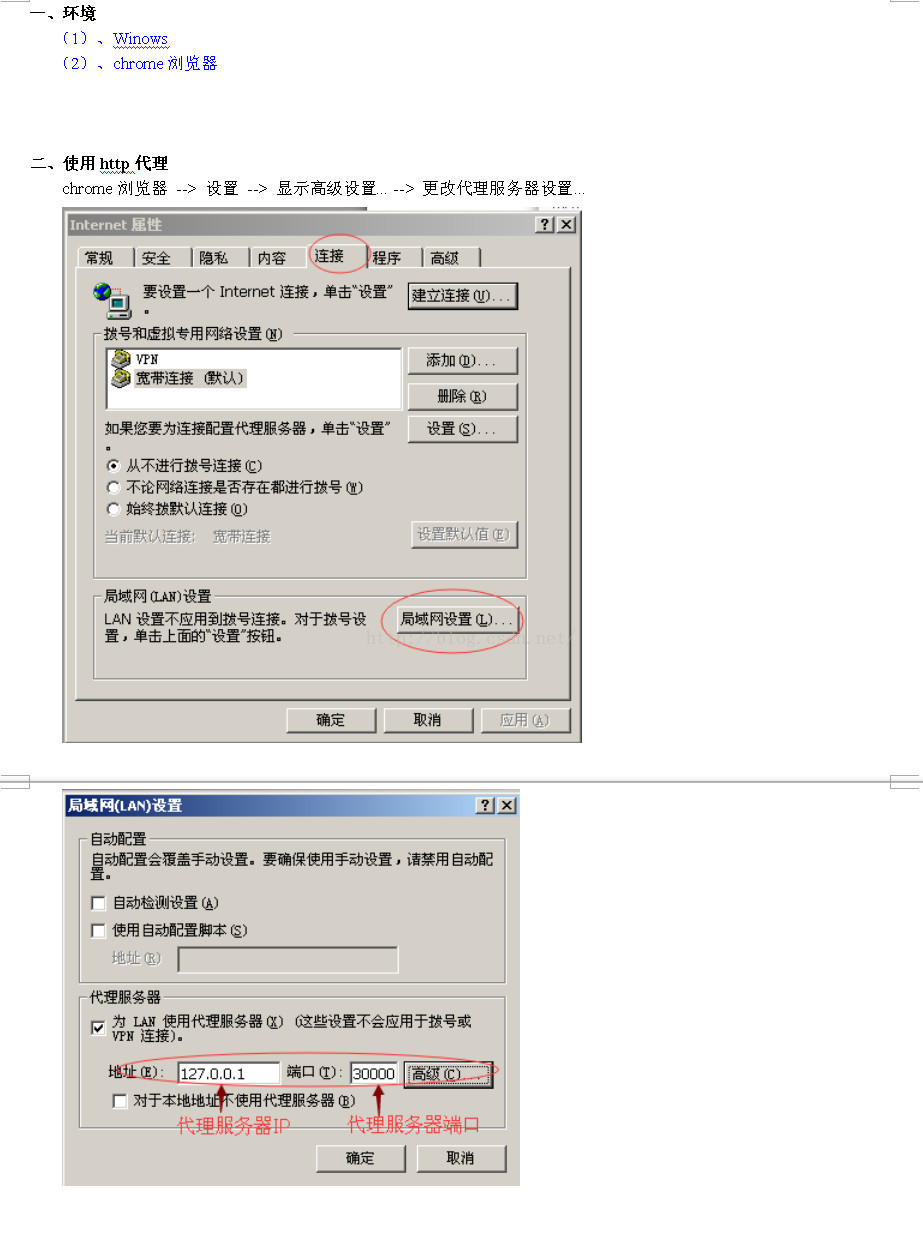 一、环境
（1）、Winows
（2）、chrome 浏览器
二、使用 http 代理
chrome 浏览器 --> 设置 --> 显示高级设置... --> 更改代理服务器设置...
Internet 属性
常规 安全 隐私 内容 连接 程序 高级
要设置一个 Internet 连接，单击“设置”
。
建立连接(U)...
拨号和虚拟专用网络设置(N)
VPN
宽带连接 (默认)
添加(D)...
删除(R)
如果您要为连接配置代理服务器，单击“设置”
。
设置(S)...
从不进行拨号连接(C)
不论网络连接是否存在都进行拨号(W)
始终拨默认连接(O)
当前默认连接: 宽带连接
设置默认值(E)
局域网(LAN)设置
LAN 设置不应用到拨号连接。对于拨号设
置，单击上面的“设置”按钮。
局域网设置(L)...
http://blog.csdn.net/
确定 取消 应用(A)
局域网(LAN)设置
自动配置
自动配置会覆盖手动设置。要确保使用手动设置，请禁用自动配
置。
自动检测设置(A)
使用自动配置脚本(S)
地址(R)
代理服务器
为 LAN 使用代理服务器(X) (这些设置不会应用于拨号或
VPN 连接)。
地址(E): 127.0.0.1 端口(T): 30000 高级(C)...
对于本地地址不使用代理服务器(B)
代理服务器IP 代理服务器端口
确定 取消